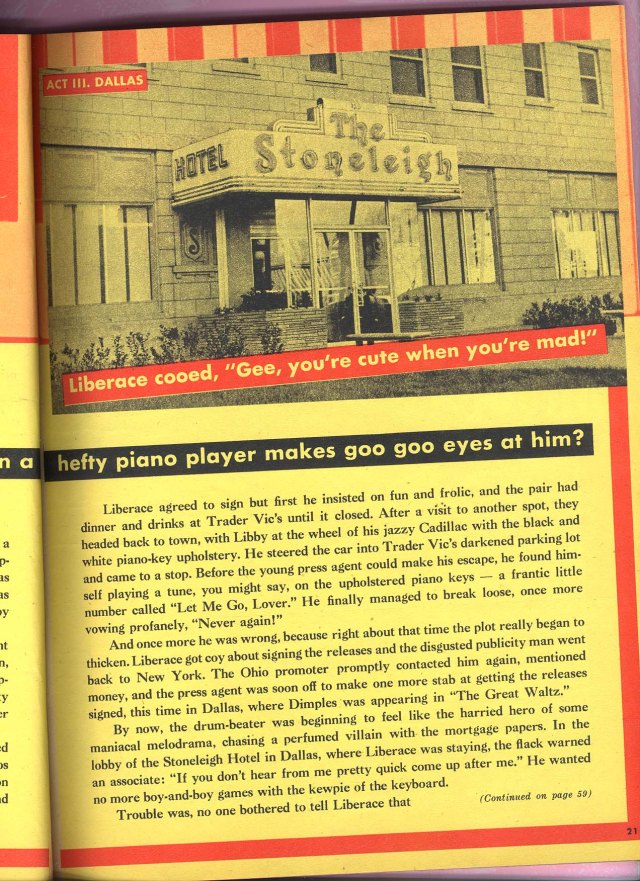 ACT III. DALLAS
The
HOTEL Stoneleigh
S
Liberace cooed, "Gee, you're cute when you're mad!"
n a hefty piano player makes goo goo eyes at him?
Liberace agreed to sign but first he insisted on fun and frolic, and the pair had
dinner and drinks at Trader Vic's until it closed. After a visit to another spot, they
headed back to town, with Libby at the wheel of his jazzy Cadillac with the black and
white piano-key upholstery. He steered the car into Trader Vic's darkened parking lot
and came to a stop. Before the young press agent could make his escape, he found him-
self playing a tune, you might say, on the upholstered piano keys — a frantic little
number called "Let Me Go, Lover." He finally managed to break loose, once more
vowing profanely, "Never again!"
And once more he was wrong, because right about that time the plot really began to
thicken. Liberace got coy about signing the releases and the disgusted publicity man went
back to New York. The Ohio promoter promptly contacted him again, mentioned
money, and the press agent was soon off to make one more stab at getting the releases
signed, this time in Dallas, where Dimples was appearing in "The Great Waltz."
By now, the drum-beater was beginning to feel like the harried hero of some
maniacal melodrama, chasing a perfumed villain with the mortgage papers. In the
lobby of the Stoneleigh Hotel in Dallas, where Liberace was staying, the flack warned
an associate: "If you don't hear from me pretty quick come up after me." He wanted
no more boy-and-boy games with the kewpie of the keyboard.
Trouble was, no one bothered to tell Liberace that
(Continued on page 59)
21